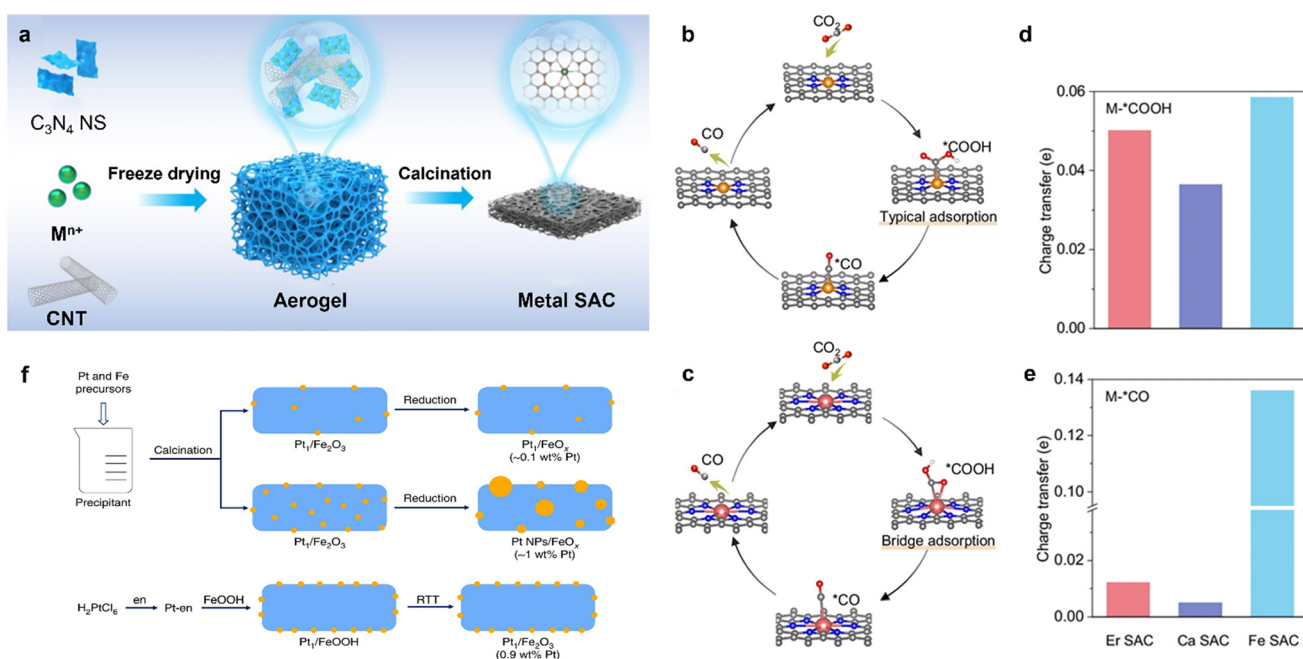 a
C₃N₄ NS
Mⁿ⁺
CNT
Freeze drying
Aerogel
Calcination
Metal SAC
b
CO₂
*COOH
Typical adsorption
*CO
CO
c
CO₂
*COOH
Bridge adsorption
*CO
CO
d
M-*COOH
Charge transfer (e)
0.06
0.04
0.02
0.00
e
M-*CO
Charge transfer (e)
0.14
0.10
0.02
0.00
Er SAC Ca SAC Fe SAC
f
Pt and Fe
precursors
Precipitant
Calcination
Pt₁/Fe₂O₃
Reduction
Pt₁/FeOₓ
(~0.1 wt% Pt)
Pt₁/Fe₂O₃
Reduction
Pt NPs/FeOₓ
(~1 wt% Pt)
H₂PtCl₆
en
Pt-en
FeOOH
Pt₁/FeOOH
RTT
Pt₁/Fe₂O₃
(0.9 wt% Pt)